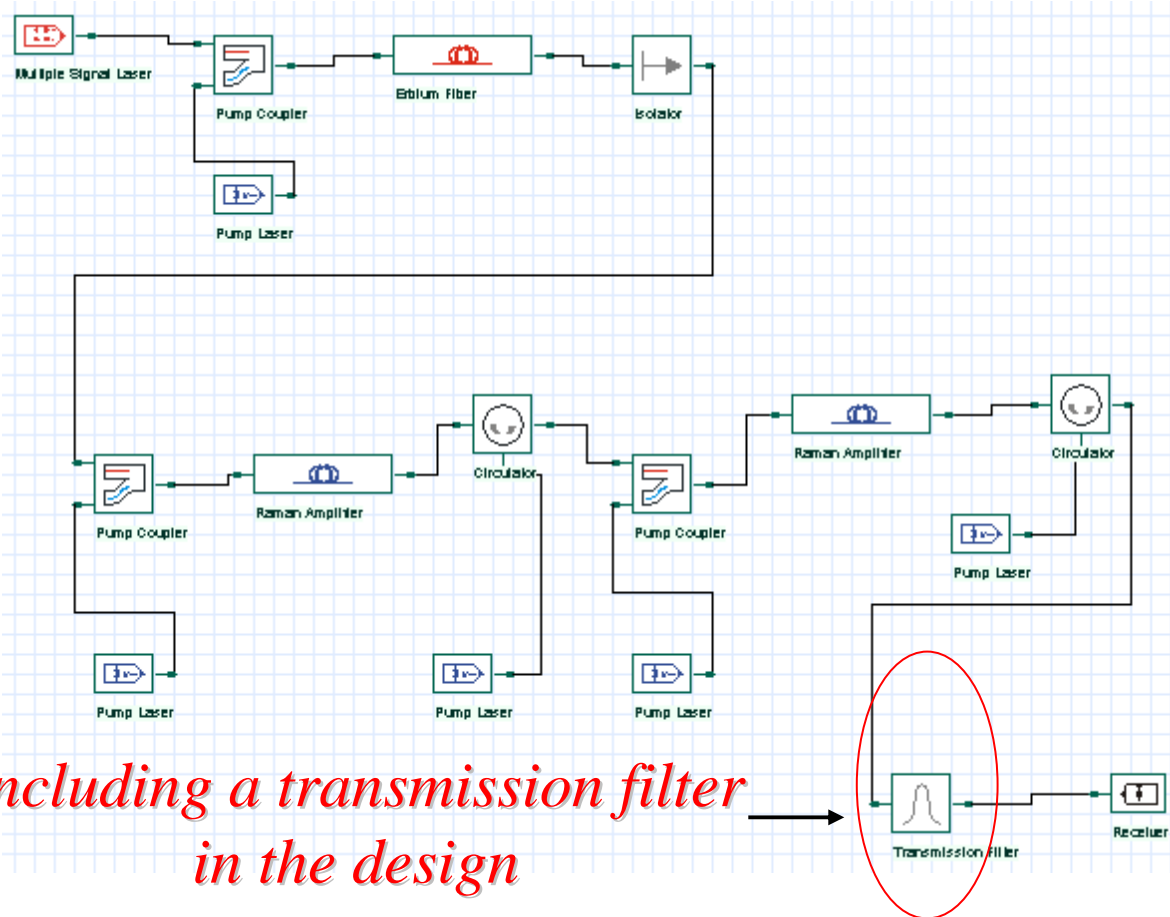 Multiple Signal Laser
Pump Coupler
Erbium Fiber
Isolator
Pump Laser
Raman Amplifier
Circulator
Pump Coupler
Raman Amplifier
Circulator
Pump Coupler
Pump Laser
Pump Laser
Pump Laser
Pump Laser
ncluding a transmission filter
in the design
Transmission Filter
Receiver